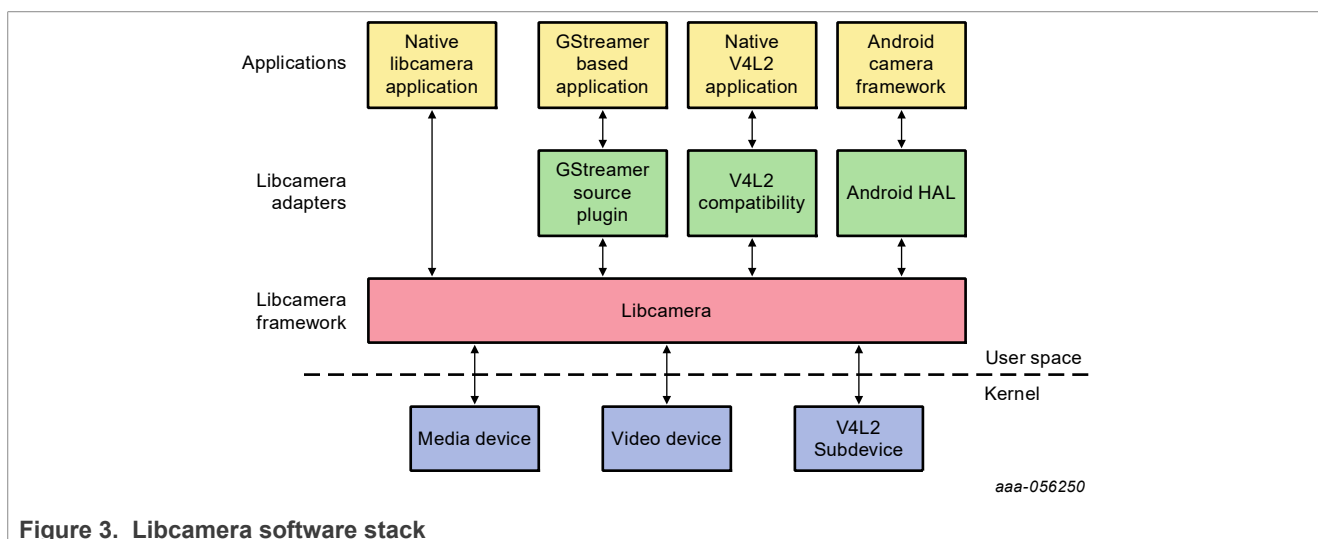 Applications
Native
libcamera
application
GStreamer
based
application
Native
V4L2
application
Android
camera
framework
Libcamera
adapters
GStreamer
source
plugin
V4L2
compatibility
Android HAL
Libcamera
framework
Libcamera
User space
Kernel
Media device
Video device
V4L2
Subdevice
aaa-056250
Figure 3. Libcamera software stack